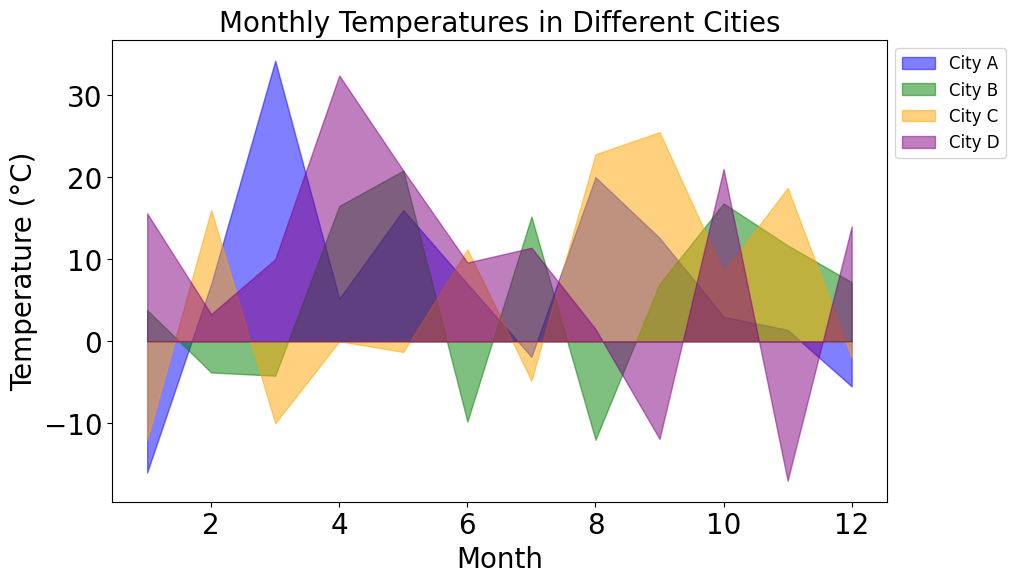 Monthly Temperatures in Different Cities
Temperature (°C)
30
20
10
0
−10
2 4 6 8 10 12
Month
City A
City B
City C
City D